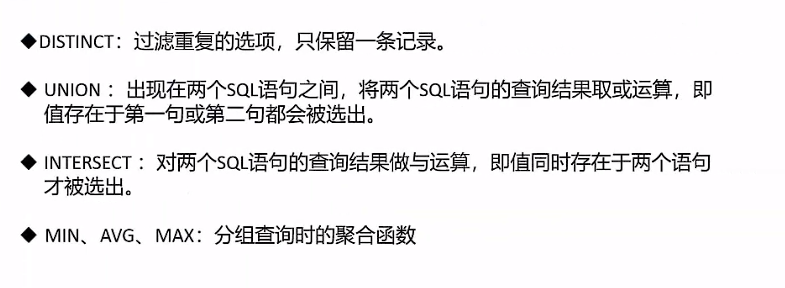 ◆DISTINCT：过滤重复的选项，只保留一条记录。
◆ UNION ：出现在两个SQL语句之间，将两个SQL语句的查询结果取或运算，即
值存在于第一句或第二句都会被选出。
◆ INTERSECT ：对两个SQL语句的查询结果做与运算，即值同时存在于两个语句
才被选出。
◆ MIN、AVG、MAX：分组查询时的聚合函数